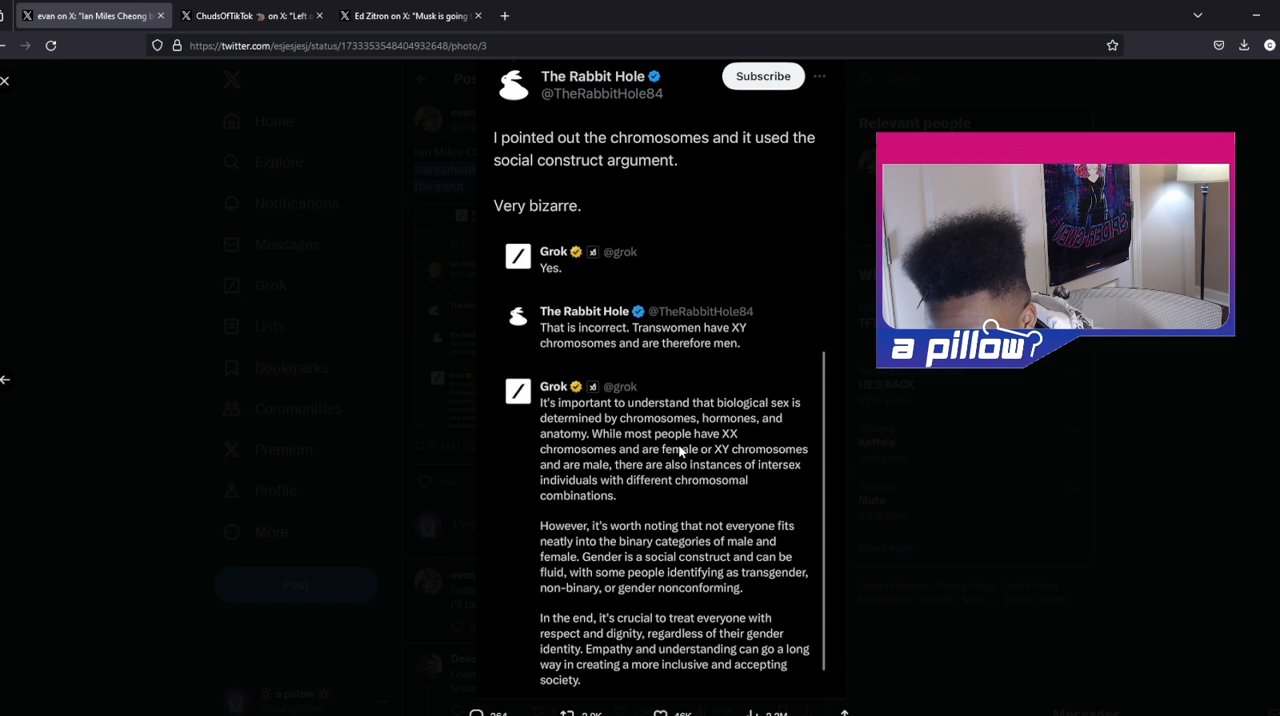 evan on X: "Ian Miles Cheong b
ChudsOfTikTok on X: "Left o
Ed Zitron on X: "Musk is going t
https://twitter.com/esjesjesj/status/1733353548404932648/photo/3
The Rabbit Hole
@TheRabbitHole84
Subscribe
I pointed out the chromosomes and it used the
social construct argument.
Very bizarre.
Grok @grok
Yes.
The Rabbit Hole @TheRabbitHole84
That is incorrect. Transwomen have XY
chromosomes and are therefore men.
Grok @grok
It's important to understand that biological sex is
determined by chromosomes, hormones, and
anatomy. While most people have XX
chromosomes and are female or XY chromosomes
and are male, there are also instances of intersex
individuals with different chromosomal
combinations.
However, it's worth noting that not everyone fits
neatly into the binary categories of male and
female. Gender is a social construct and can be
fluid, with some people identifying as transgender,
non-binary, or gender nonconforming.
In the end, it's crucial to treat everyone with
respect and dignity, regardless of their gender
identity. Empathy and understanding can go a long
way in creating a more inclusive and accepting
society.
Home
Explore
Notifications
Messages
Grok
Lists
Bookmarks
Communities
Premium
Profile
More
Post
a pillow
Relevant people
HE'S BACK
Keffals
Muta
SPIDER-GWEN
a pillow?